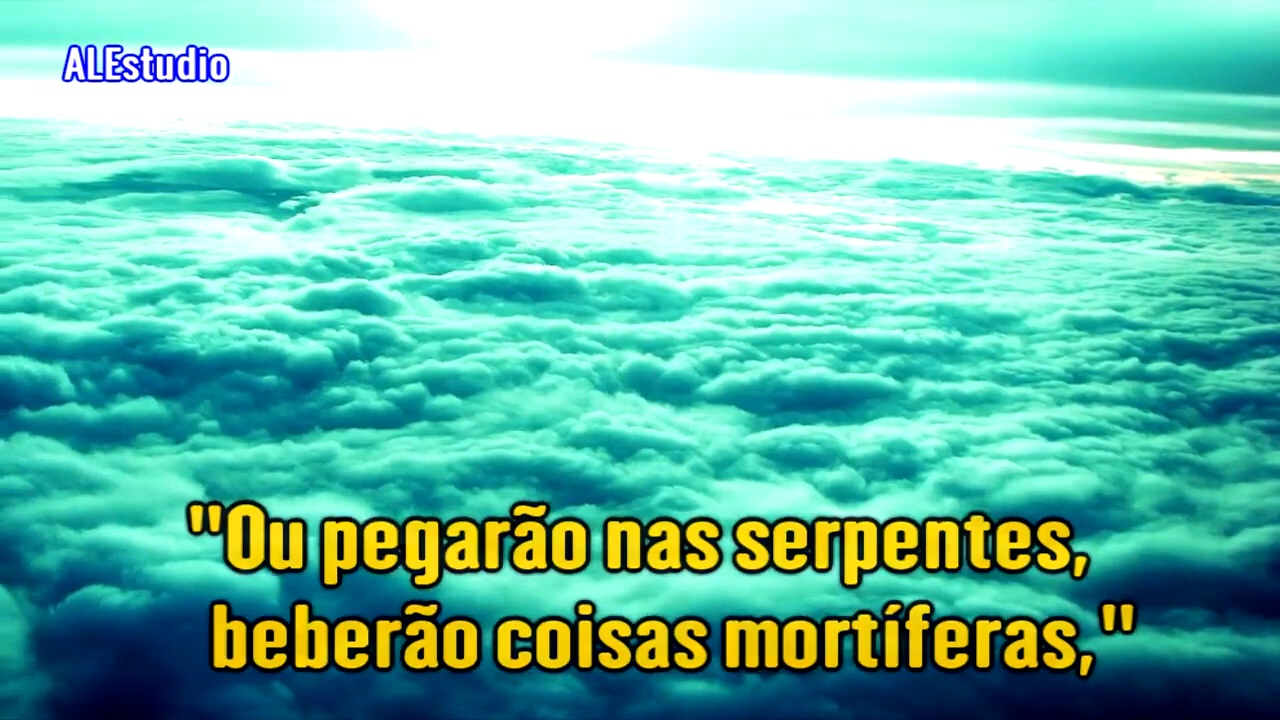 ALEstudio
"Ou pegarão nas serpentes,
beberão coisas mortíferas,"